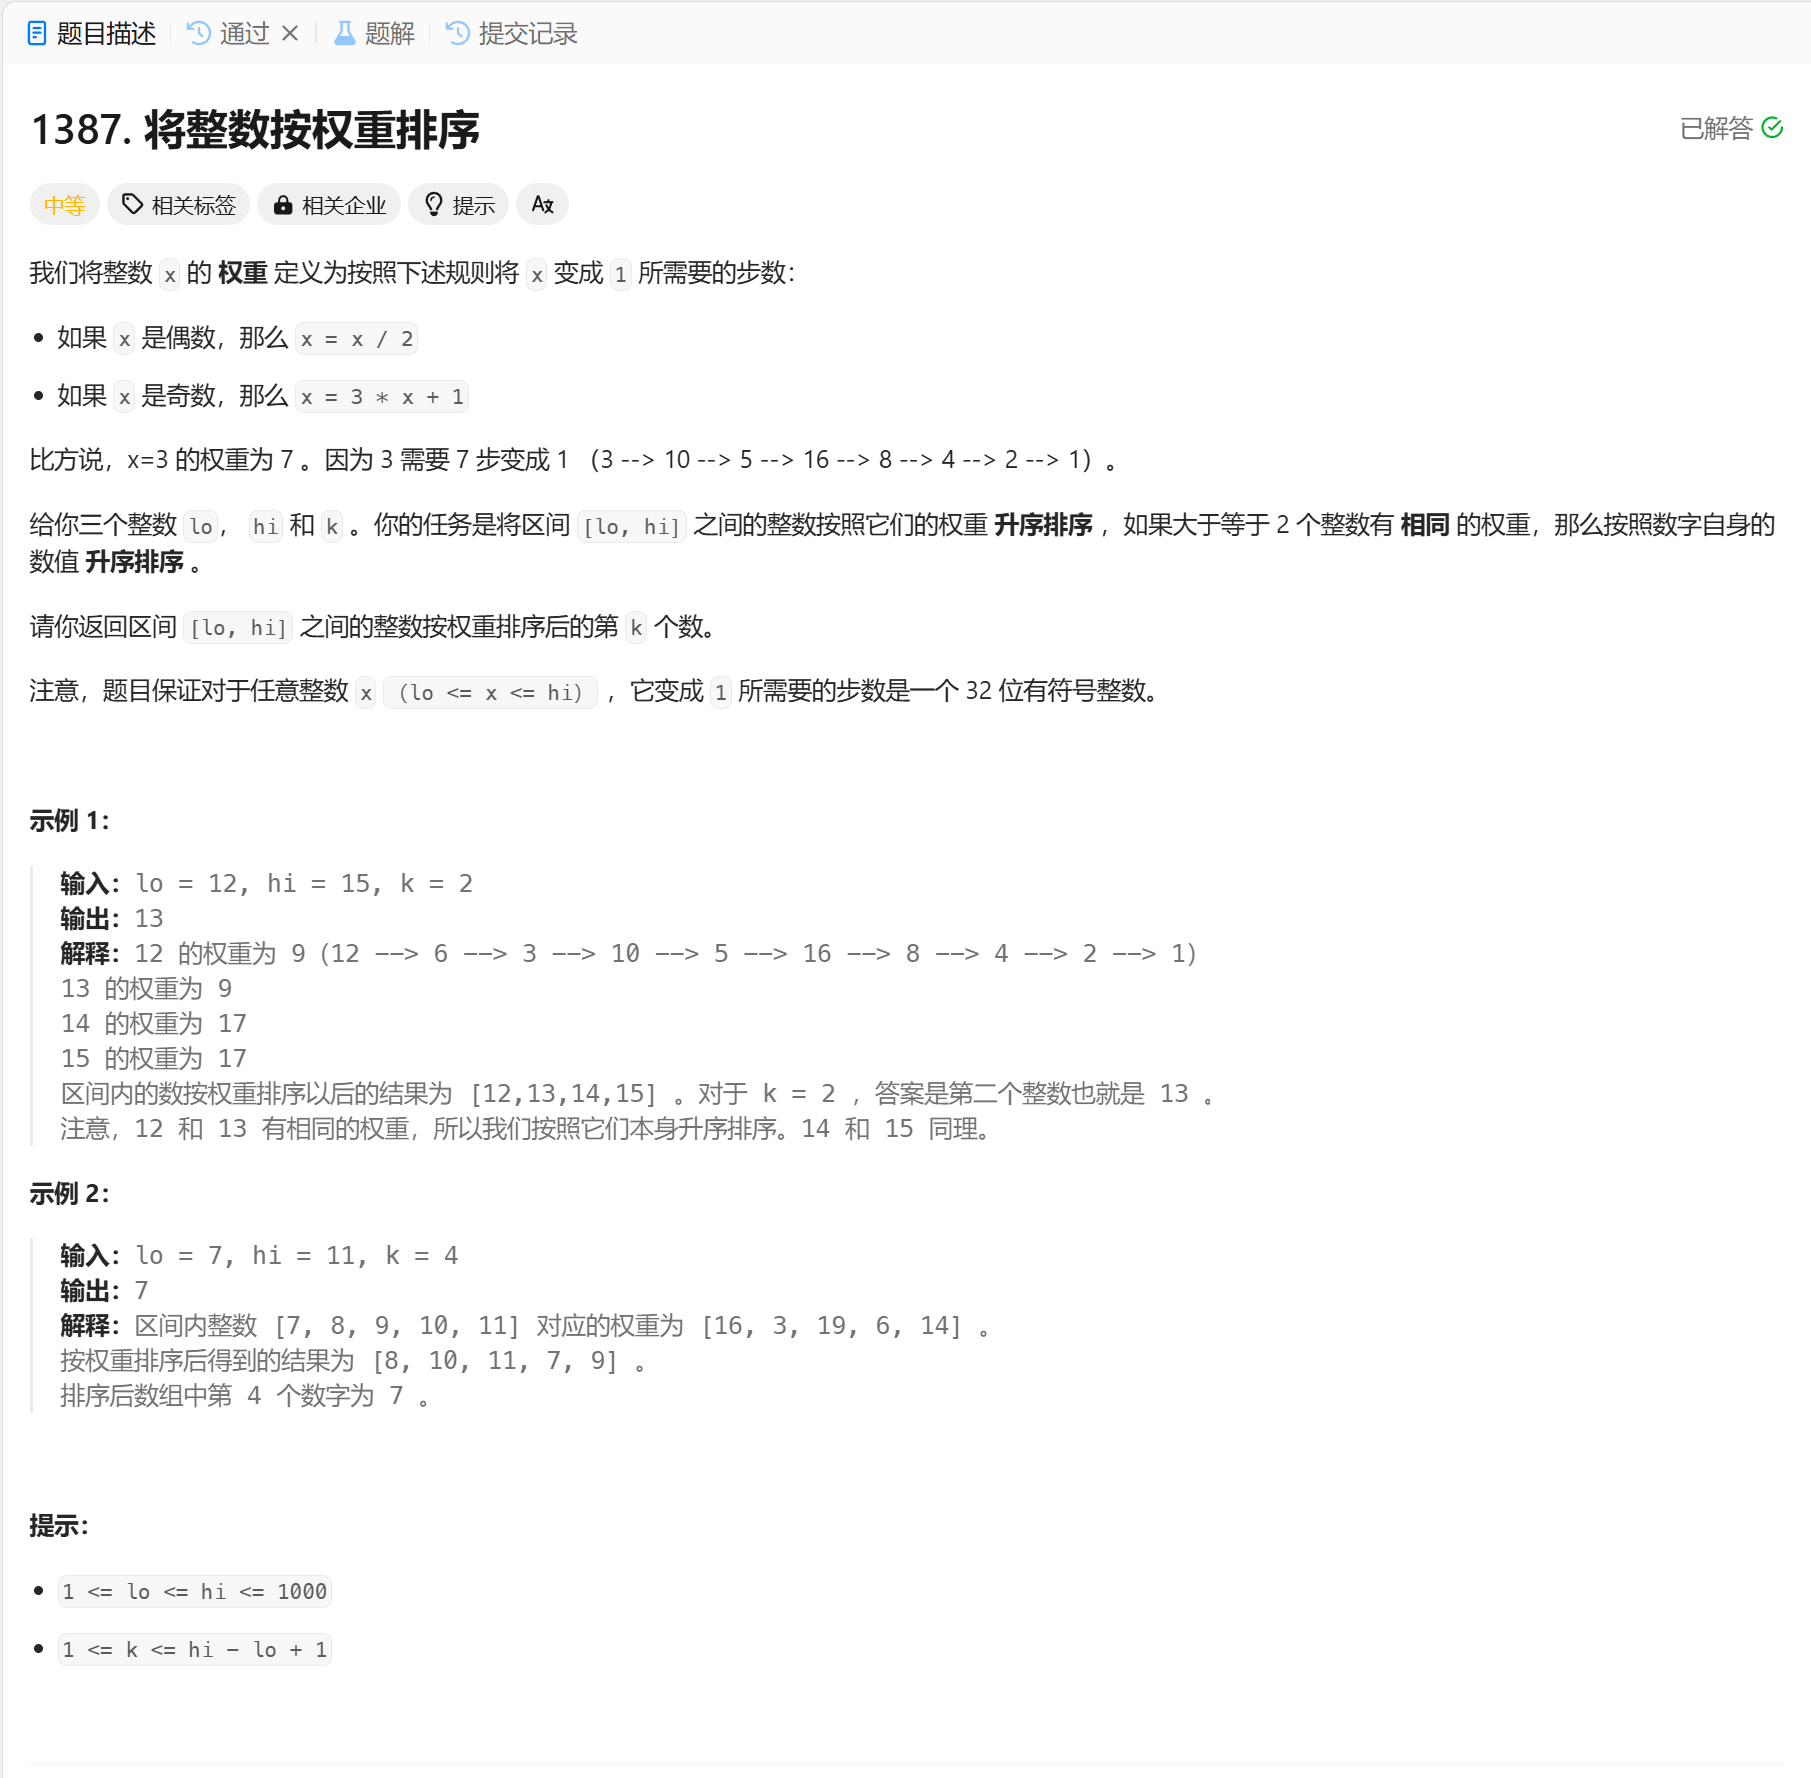 题目描述 通过 题解 提交记录
1387. 将整数按权重排序
已解答
中等 相关标签 相关企业 提示 A文
我们将整数 x 的 权重 定义为按照下述规则将 x 变成 1 所需要的步数：
• 如果 x 是偶数，那么 x = x / 2
• 如果 x 是奇数，那么 x = 3 * x + 1
比方说，x=3 的权重为 7 。因为 3 需要 7 步变成 1 （3 --> 10 --> 5 --> 16 --> 8 --> 4 --> 2 --> 1）。
给你三个整数 lo， hi 和 k 。你的任务是将区间 [lo, hi] 之间的整数按照它们的权重 升序排序 ，如果大于等于 2 个整数有 相同 的权重，那么按照数字自身的
数值 升序排序 。
请你返回区间 [lo, hi] 之间的整数按权重排序后的第 k 个数。
注意，题目保证对于任意整数 x （lo <= x <= hi） ，它变成 1 所需要的步数是一个 32 位有符号整数。
示例 1：
输入：lo = 12, hi = 15, k = 2
输出：13
解释：12 的权重为 9（12 --> 6 --> 3 --> 10 --> 5 --> 16 --> 8 --> 4 --> 2 --> 1）
13 的权重为 9
14 的权重为 17
15 的权重为 17
区间内的数按权重排序以后的结果为 [12,13,14,15] 。对于 k = 2 ，答案是第二个整数也就是 13 。
注意，12 和 13 有相同的权重，所以我们按照它们本身升序排序。14 和 15 同理。
示例 2：
输入：lo = 7, hi = 11, k = 4
输出：7
解释：区间内整数 [7, 8, 9, 10, 11] 对应的权重为 [16, 3, 19, 6, 14] 。
按权重排序后得到的结果为 [8, 10, 11, 7, 9] 。
排序后数组中第 4 个数字为 7 。
提示：
• 1 <= lo <= hi <= 1000
• 1 <= k <= hi - lo + 1